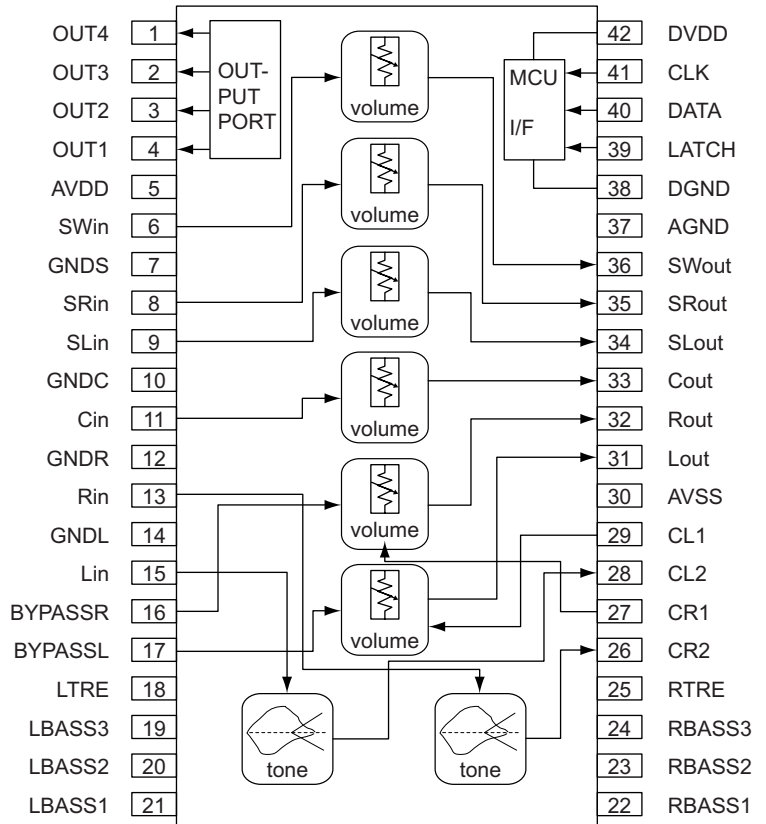 OUT4 1
OUT3 2
OUT2 3
OUT1 4
AVDD 5
SWin 6
GNDS 7
SRin 8
SLin 9
GNDC 10
Cin 11
GNDR 12
Rin 13
GNDL 14
Lin 15
BYPASSR 16
BYPASSL 17
LTRE 18
LBASS3 19
LBASS2 20
LBASS1 21
OUT-
PUT
PORT
volume
volume
volume
volume
volume
volume
tone
tone
MCU
I/F
42 DVDD
41 CLK
40 DATA
39 LATCH
38 DGND
37 AGND
36 SWout
35 SRout
34 SLout
33 Cout
32 Rout
31 Lout
30 AVSS
29 CL1
28 CL2
27 CR1
26 CR2
25 RTRE
24 RBASS3
23 RBASS2
22 RBASS1